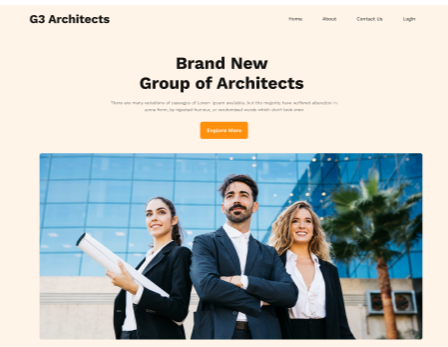 G3 Architects
Home About Contact Us Login
Brand New
Group of Architects
There are many variations of passages of Lorem Ipsum available, but the majority have suffered alteration in
some form, by injected humour, or randomised words which don't look even
Explore More